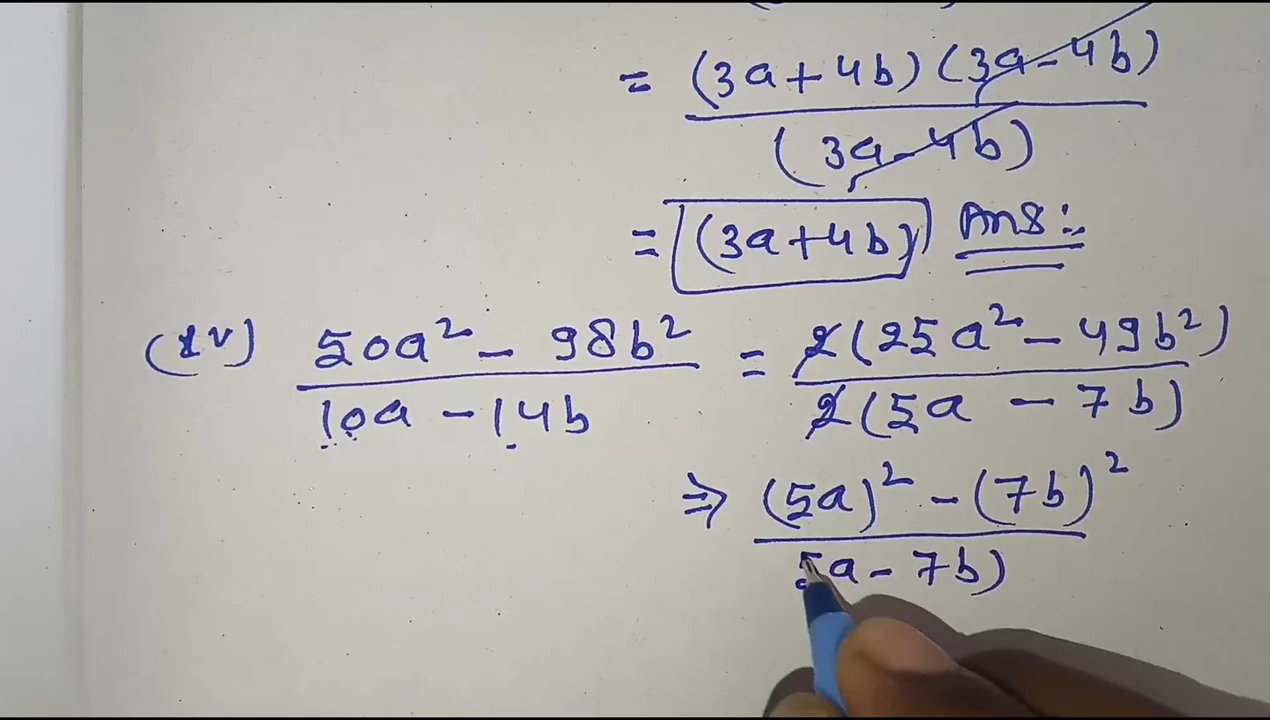 = (3a+4b)(3a-4b)
(3a-4b)
= (3a+4b) Ans:
(iv) 50a² - 98b² = 2(25a² - 49b²)
10a - 14b 2(5a - 7b)
⇒ (5a)² - (7b)²
5a - 7b)